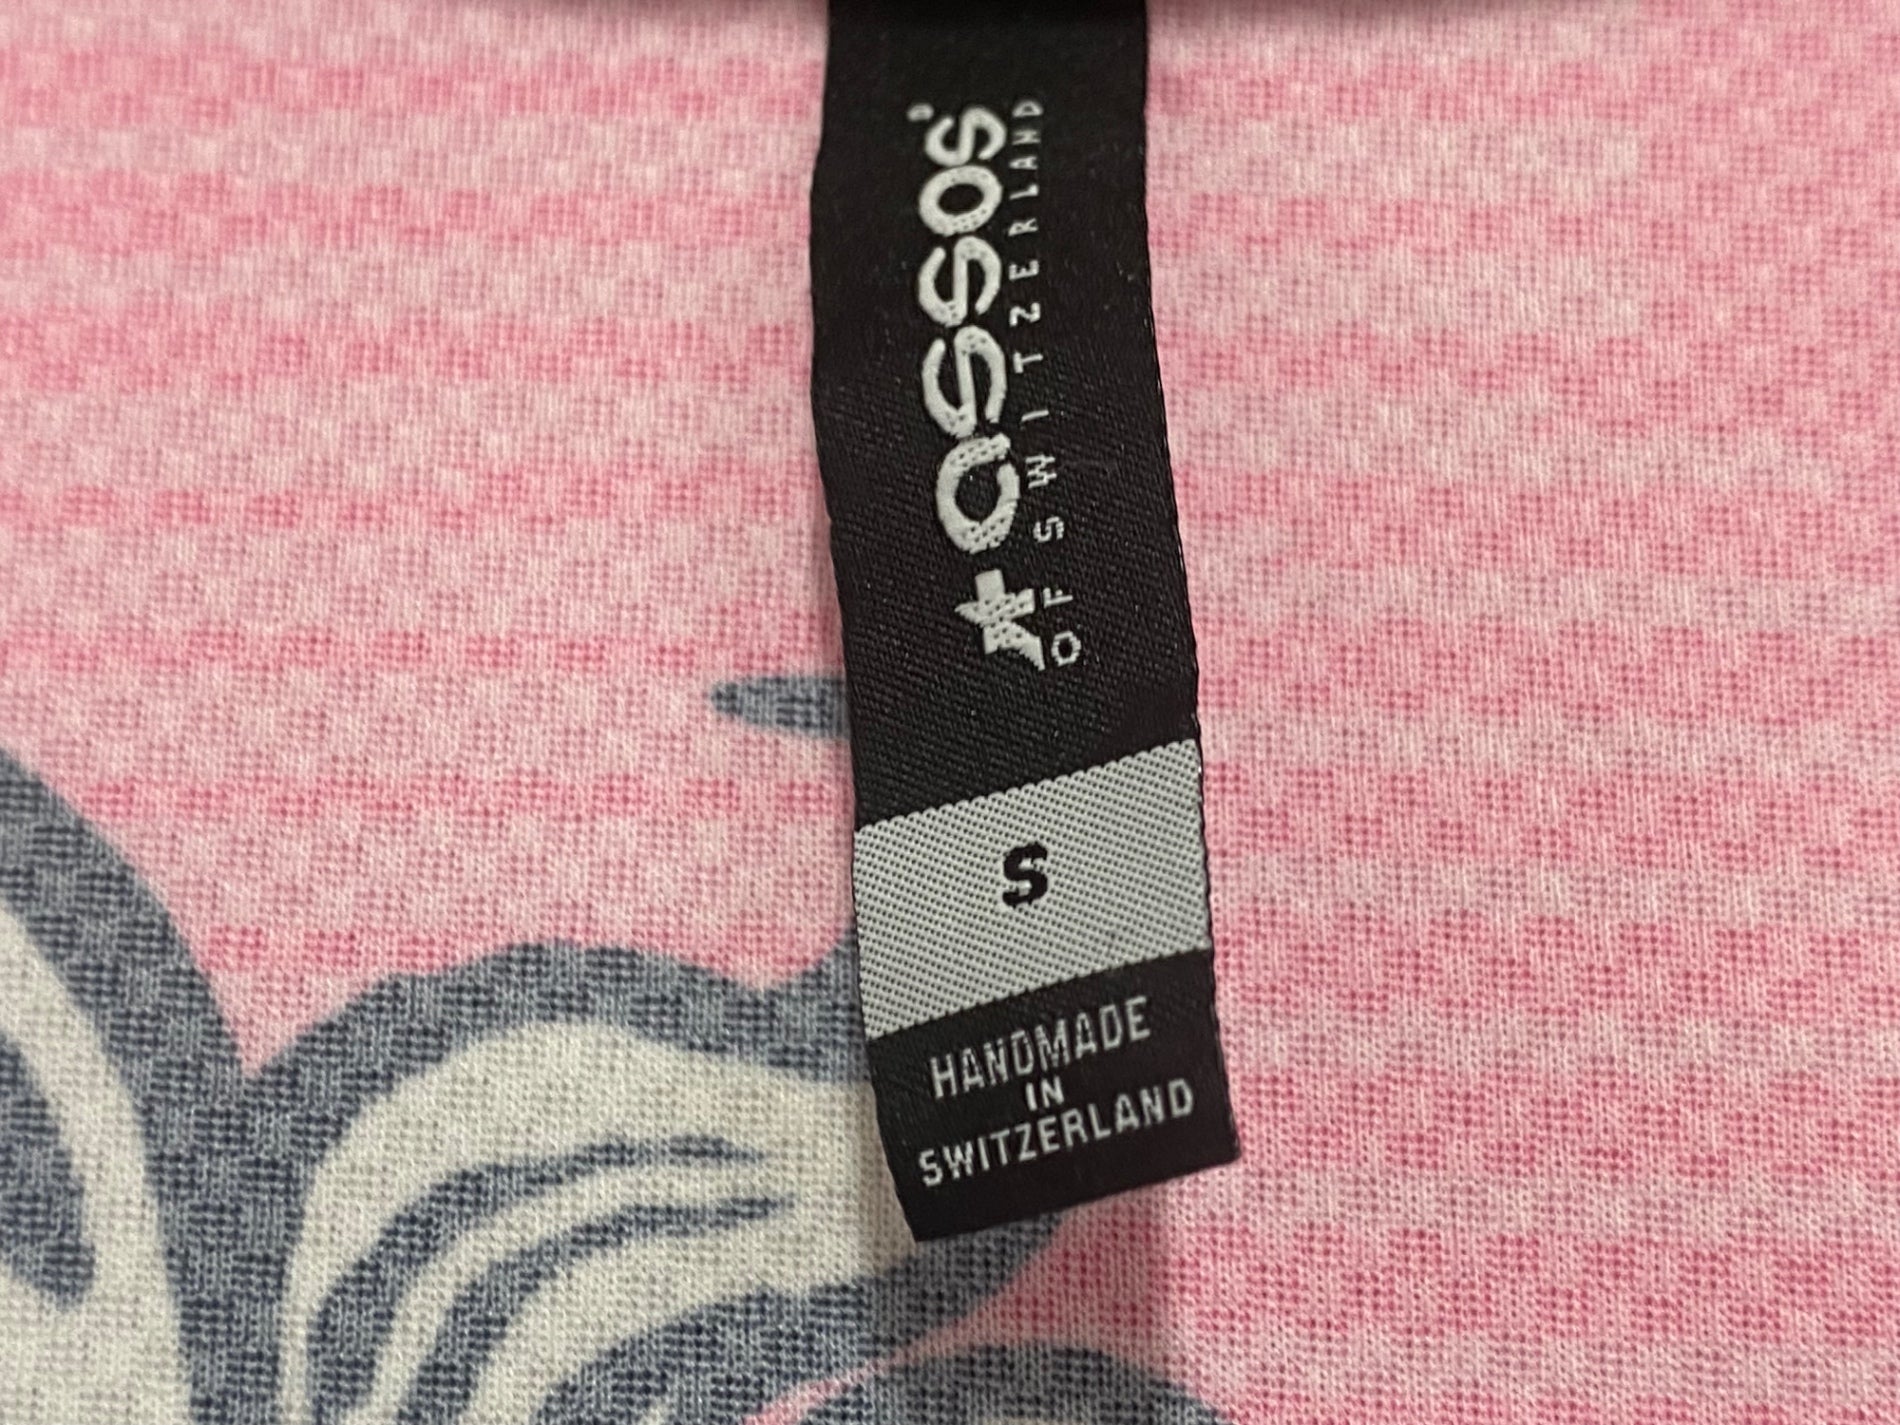 assos
OF SWITZERLAND
S
HANDMADE
IN
SWITZERLAND